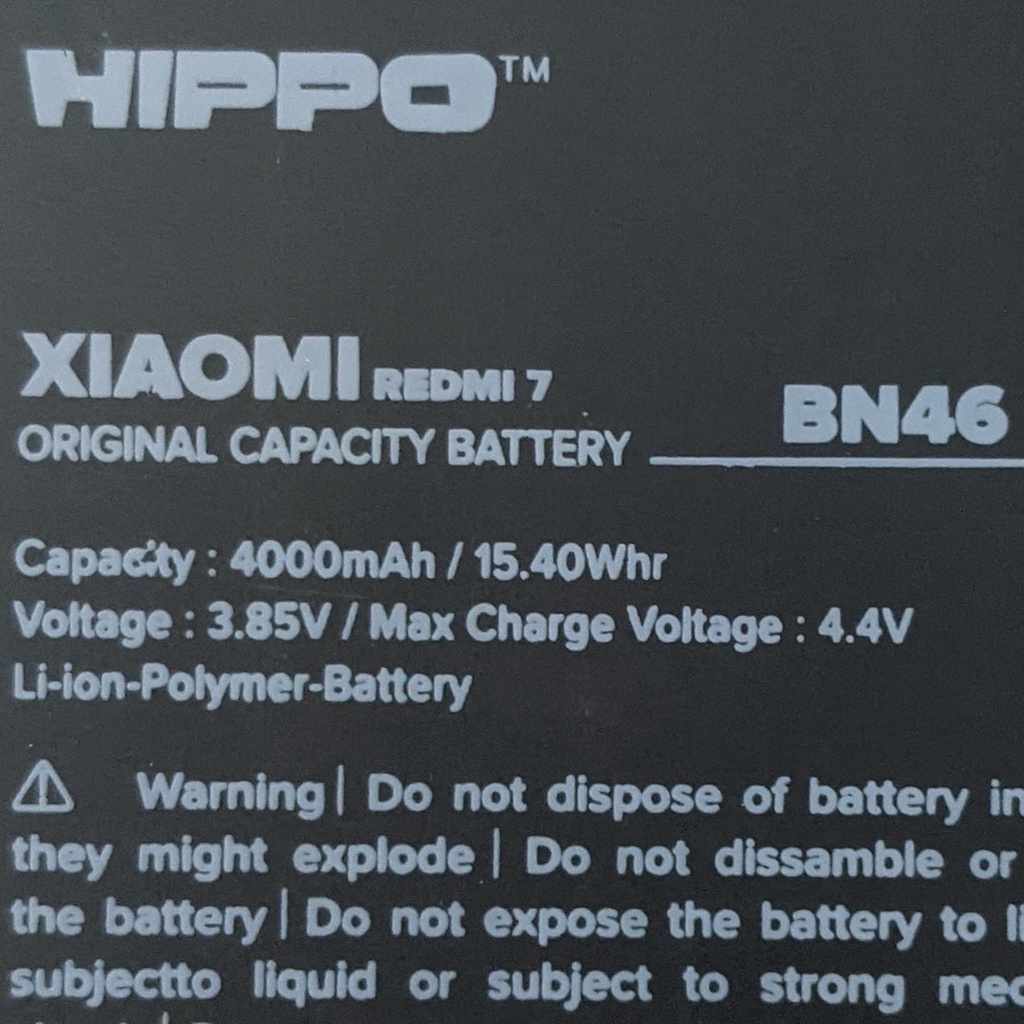 HIPPO™
XIAOMI REDMI 7
BN46
ORIGINAL CAPACITY BATTERY
Capacity : 4000mAh / 15.40Whr
Voltage : 3.85V / Max Charge Voltage : 4.4V
Li-ion-Polymer-Battery
Warning| Do not dispose of battery in
they might explode| Do not dissamble or
the battery| Do not expose the battery to
subjectto liquid or subject to strong